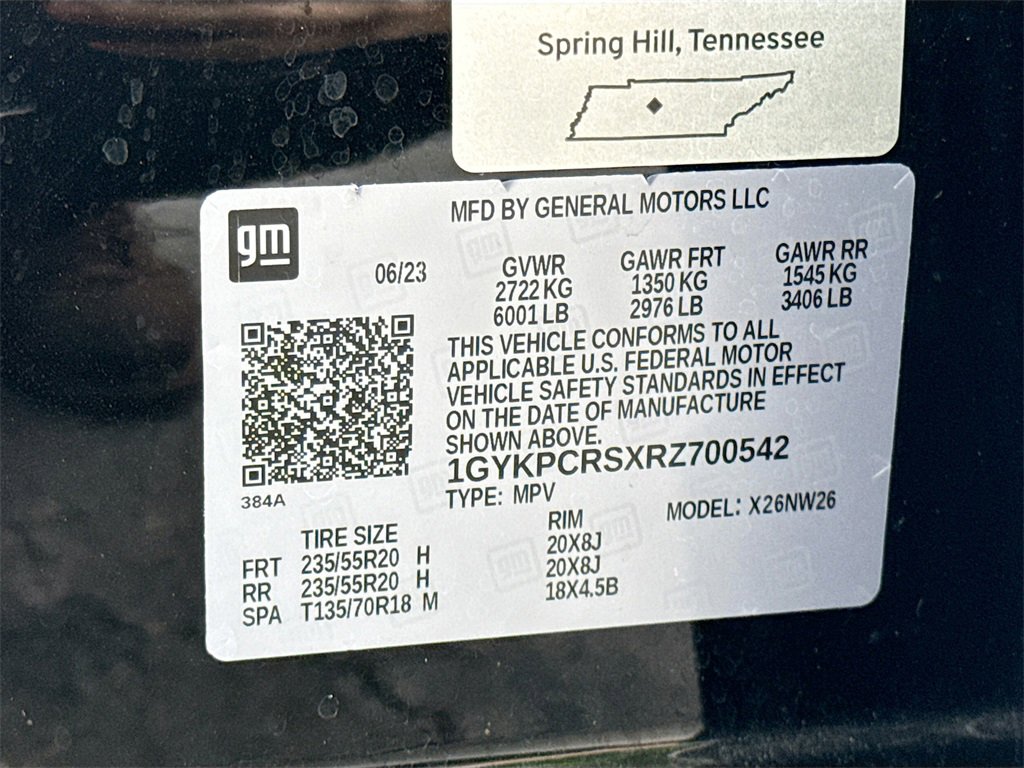 Spring Hill, Tennessee
gm
MFD BY GENERAL MOTORS LLC
06/23
GVWR GAWR FRT GAWR RR
2722 KG 1350 KG 1545 KG
6001 LB 2976 LB 3406 LB
THIS VEHICLE CONFORMS TO ALL
APPLICABLE U.S. FEDERAL MOTOR
VEHICLE SAFETY STANDARDS IN EFFECT
ON THE DATE OF MANUFACTURE
SHOWN ABOVE.
1GYKPCRSXRZ700542
384A
TYPE: MPV MODEL: X26NW26
TIRE SIZE RIM
FRT 235/55R20 H 20X8J
RR 235/55R20 H 20X8J
SPA T135/70R18 M 18X4.5B